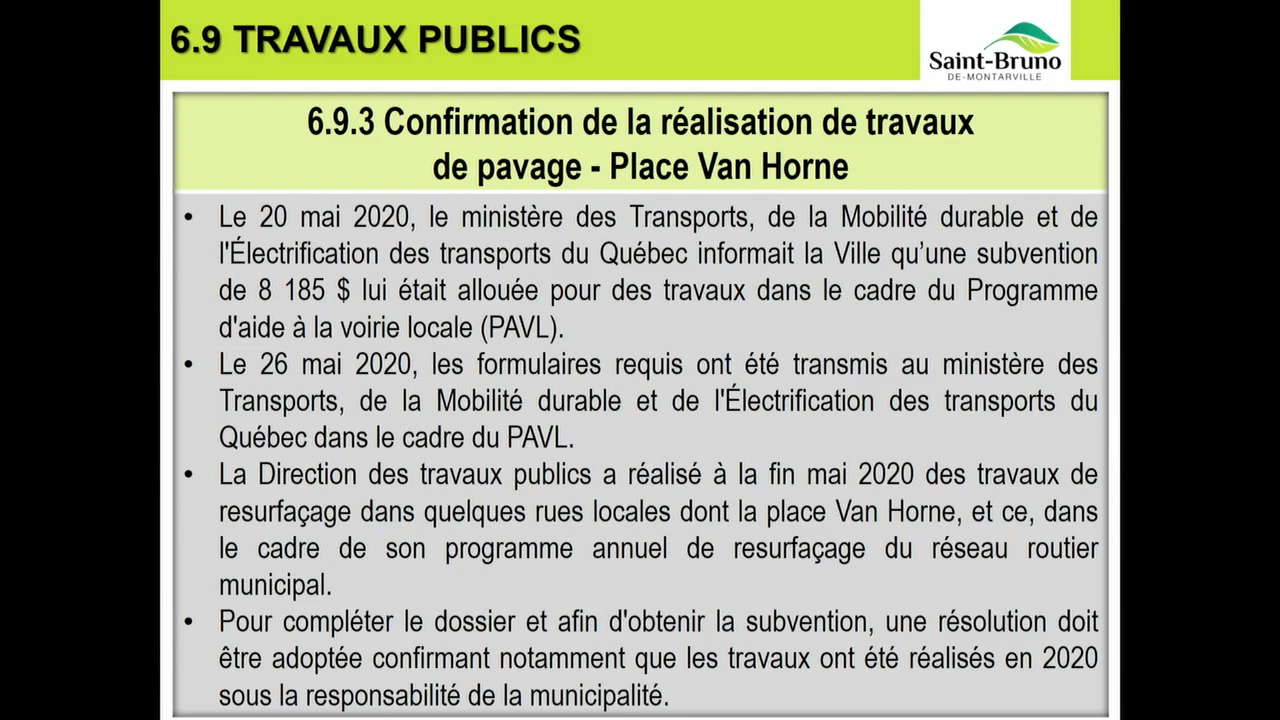 6.9 TRAVAUX PUBLICS
Saint-Bruno
DE-MONTARVILLE
6.9.3 Confirmation de la réalisation de travaux
de pavage - Place Van Horne
• Le 20 mai 2020, le ministère des Transports, de la Mobilité durable et de
l'Électrification des transports du Québec informait la Ville qu’une subvention
de 8 185 $ lui était allouée pour des travaux dans le cadre du Programme
d'aide à la voirie locale (PAVL).
• Le 26 mai 2020, les formulaires requis ont été transmis au ministère des
Transports, de la Mobilité durable et de l'Électrification des transports du
Québec dans le cadre du PAVL.
• La Direction des travaux publics a réalisé à la fin mai 2020 des travaux de
resurfaçage dans quelques rues locales dont la place Van Horne, et ce, dans
le cadre de son programme annuel de resurfaçage du réseau routier
municipal.
• Pour compléter le dossier et afin d'obtenir la subvention, une résolution doit
être adoptée confirmant notamment que les travaux ont été réalisés en 2020
sous la responsabilité de la municipalité.